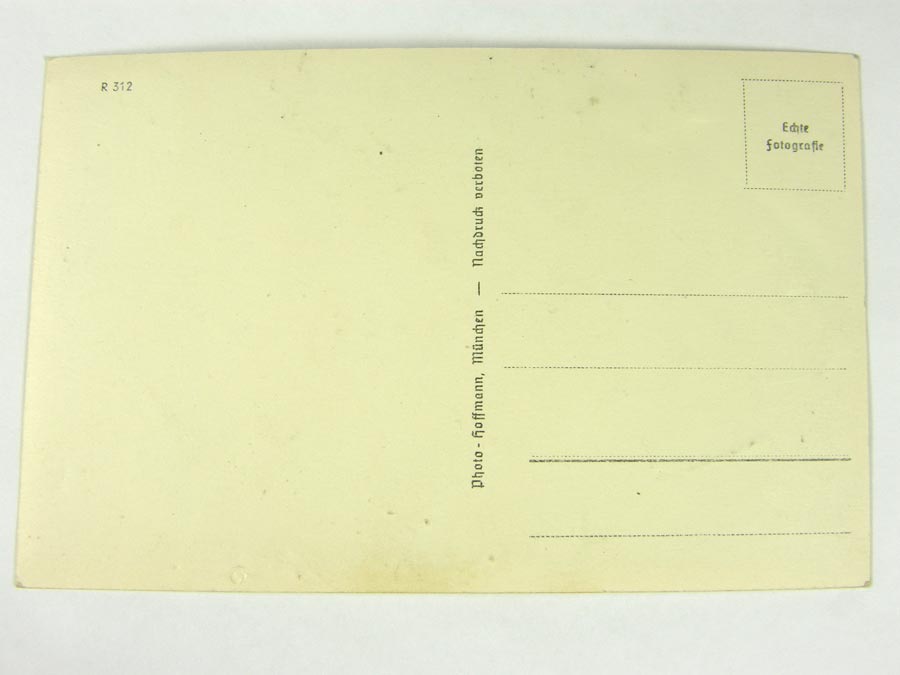 R 312
Echte
Fotografie
Photo-Hoffmann, München — Nachdruck verboten